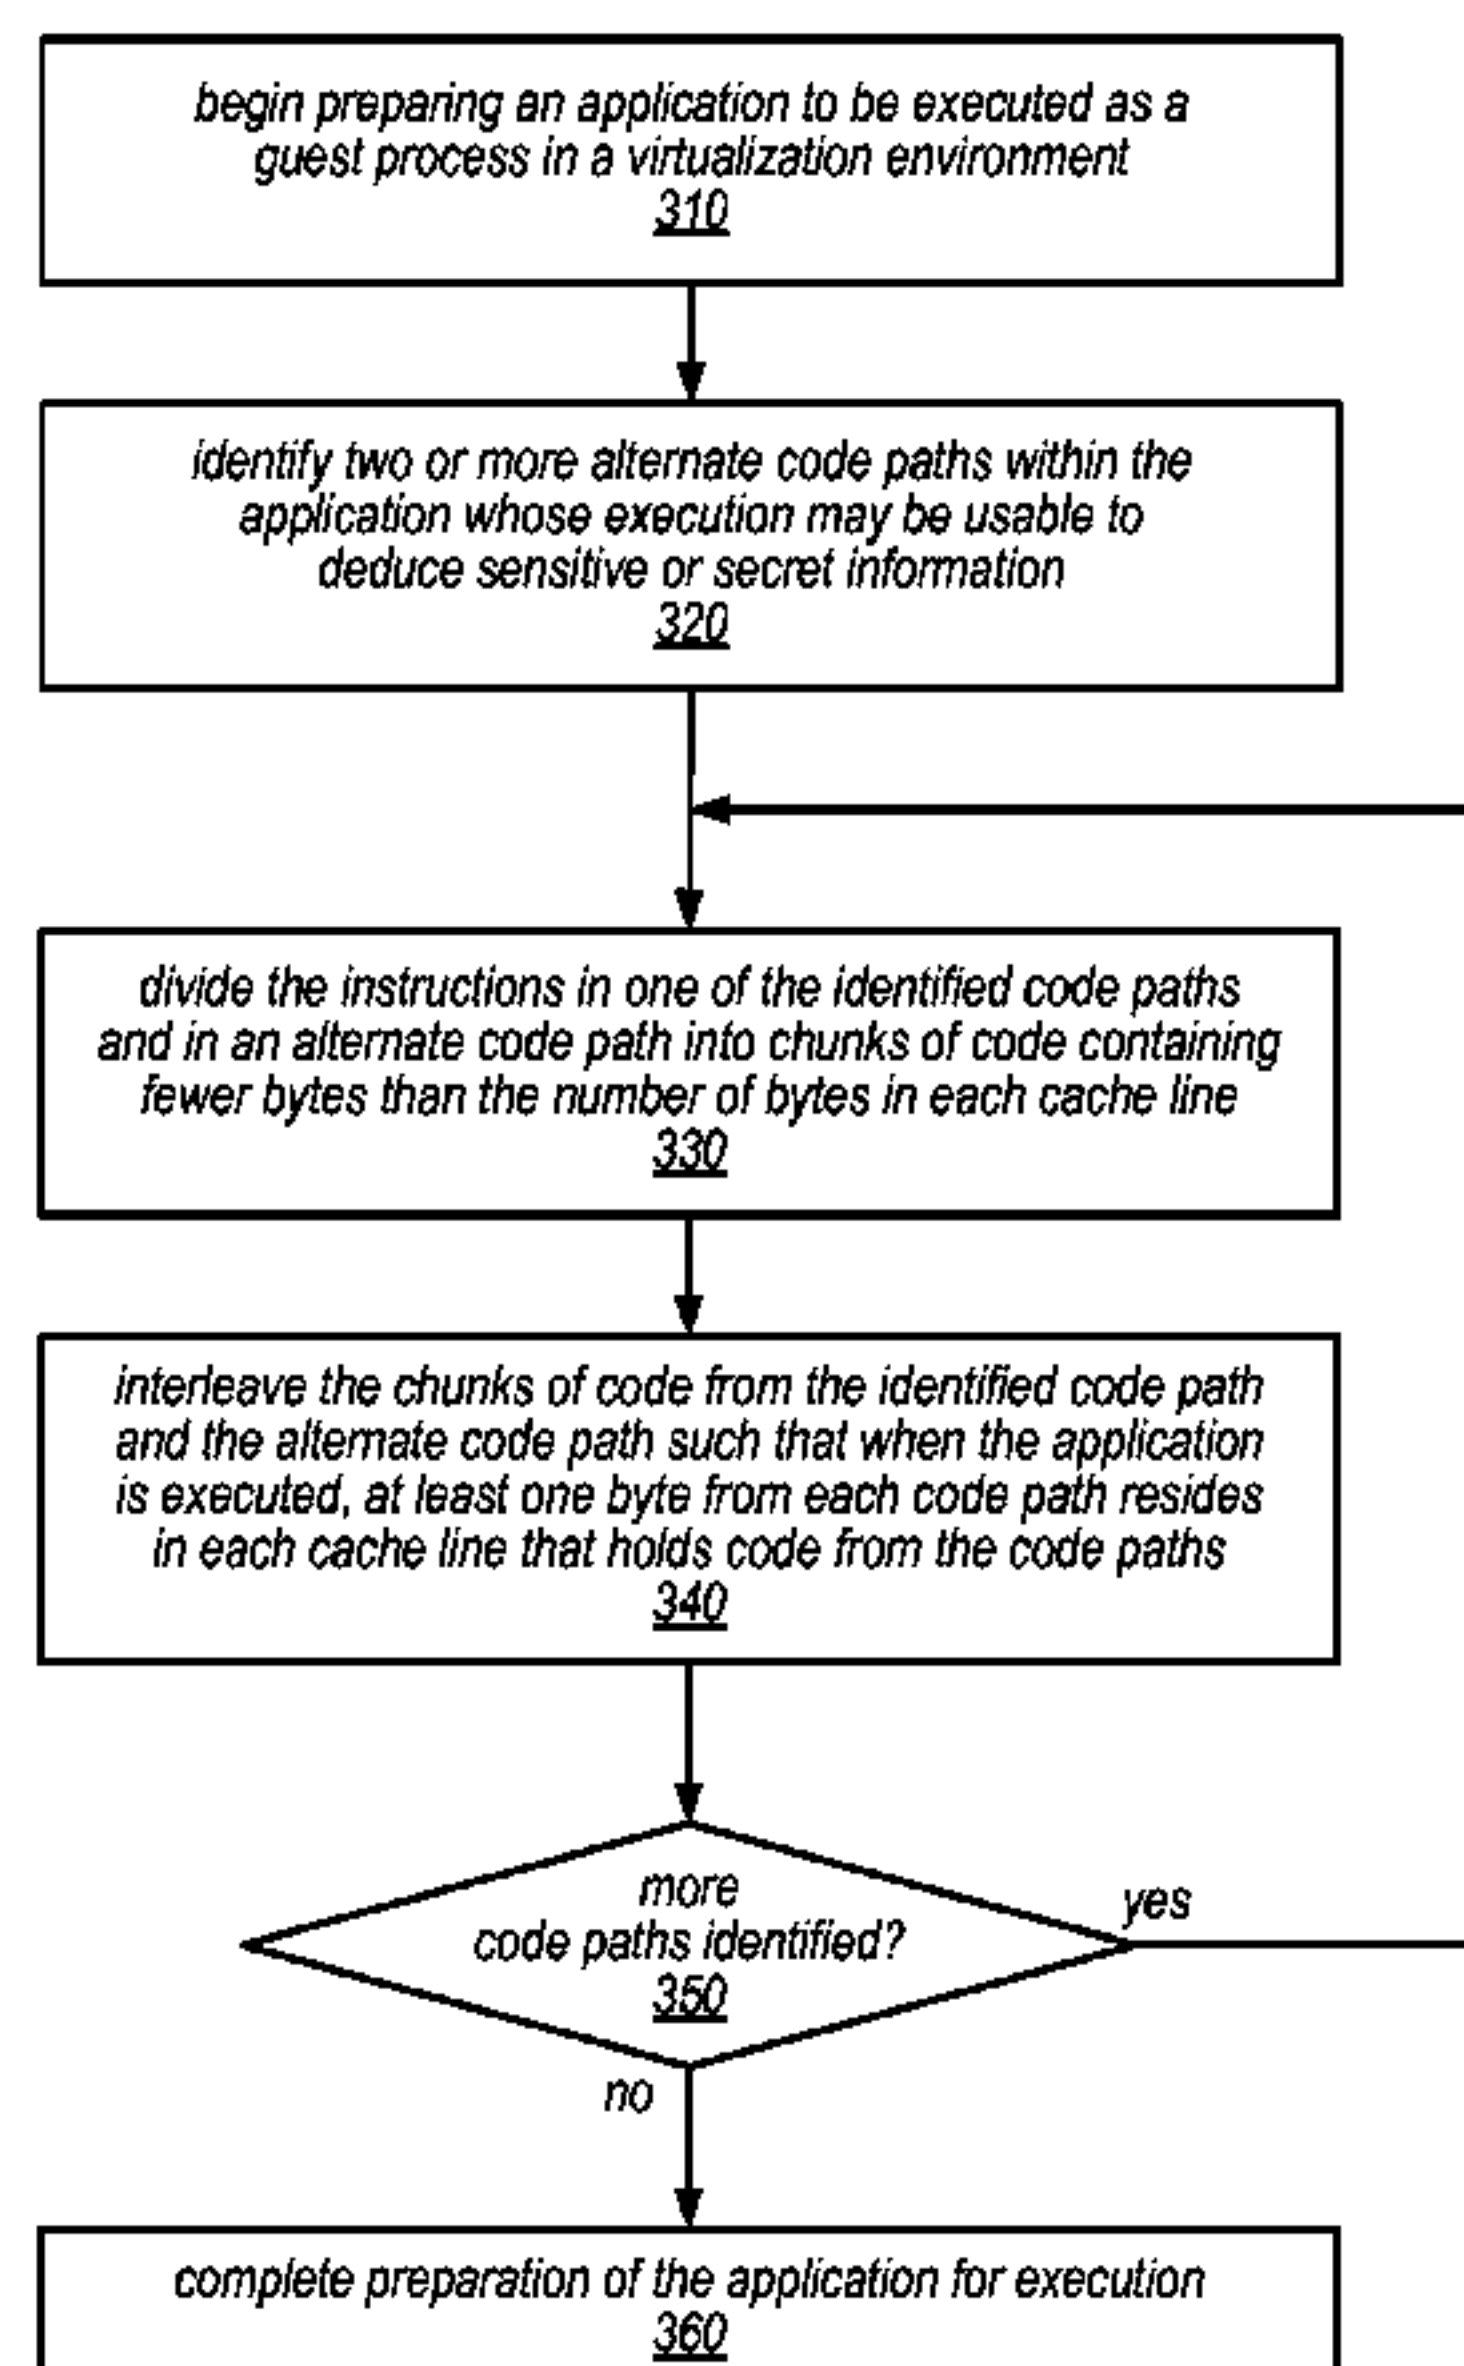 begin preparing an application to be executed as a
guest process in a virtualization environment
310
identify two or more alternate code paths within the
application whose execution may be usable to
deduce sensitive or secret information
320
divide the instructions in one of the identified code paths
and in an alternate code path into chunks of code containing
fewer bytes than the number of bytes in each cache line
330
interleave the chunks of code from the identified code path
and the alternate code path such that when the application
is executed, at least one byte from each code path resides
in each cache line that holds code from the code paths
340
more
code paths identified?
350
yes
no
complete preparation of the application for execution
360